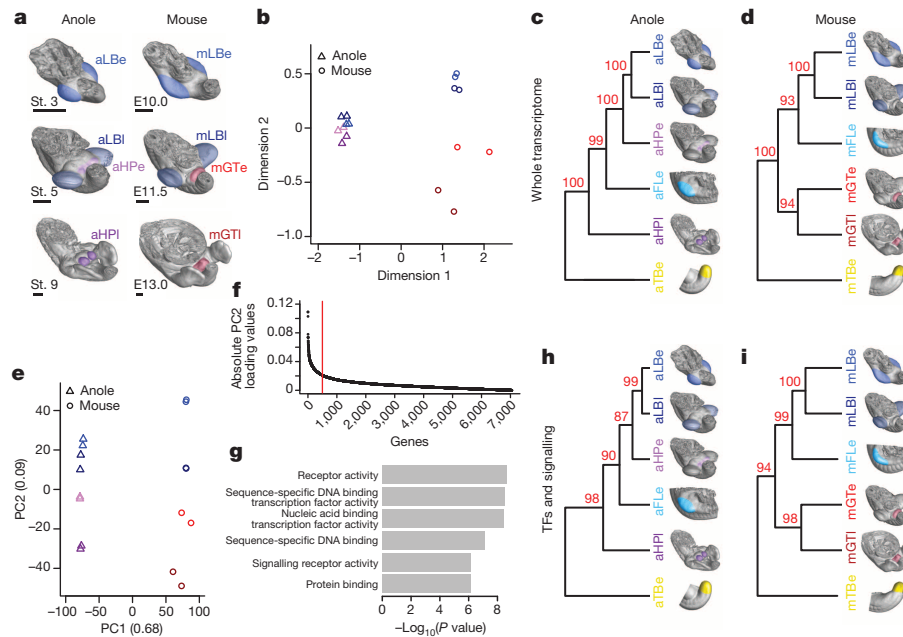 a
Anole
Mouse
aLBe
mLBe
St. 3
E10.0
aLBl
mLBl
aHPe
mGTe
St. 5
E11.5
aHPl
mGTl
St. 9
E13.0
b
Anole
Mouse
Dimension 2
0.5
0
−0.5
−1.0
−2
−1
0
1
2
Dimension 1
c
Anole
Whole transcriptome
100
100
99
100
aLBe
aLBl
aHPe
aFLe
aHPl
aTBe
d
Mouse
100
93
100
94
mLBe
mLBl
mFLe
mGTe
mGTl
mTBe
e
Anole
Mouse
PC2 (0.09)
40
20
0
−20
−40
−100
−50
0
50
100
PC1 (0.68)
f
Absolute PC2
loading values
0.12
0.08
0.04
0.02
0
0
1,000
2,000
3,000
4,000
5,000
6,000
7,000
Genes
g
Receptor activity
Sequence-specific DNA binding
transcription factor activity
Nucleic acid binding
transcription factor activity
Sequence-specific DNA binding
Signalling receptor activity
Protein binding
0
2
4
6
8
−Log10(P value)
h
TFs and signalling
99
87
90
98
aLBe
aLBl
aHPe
aFLe
aHPl
aTBe
i
100
99
94
98
mLBe
mLBl
mFLe
mGTe
mGTl
mTBe